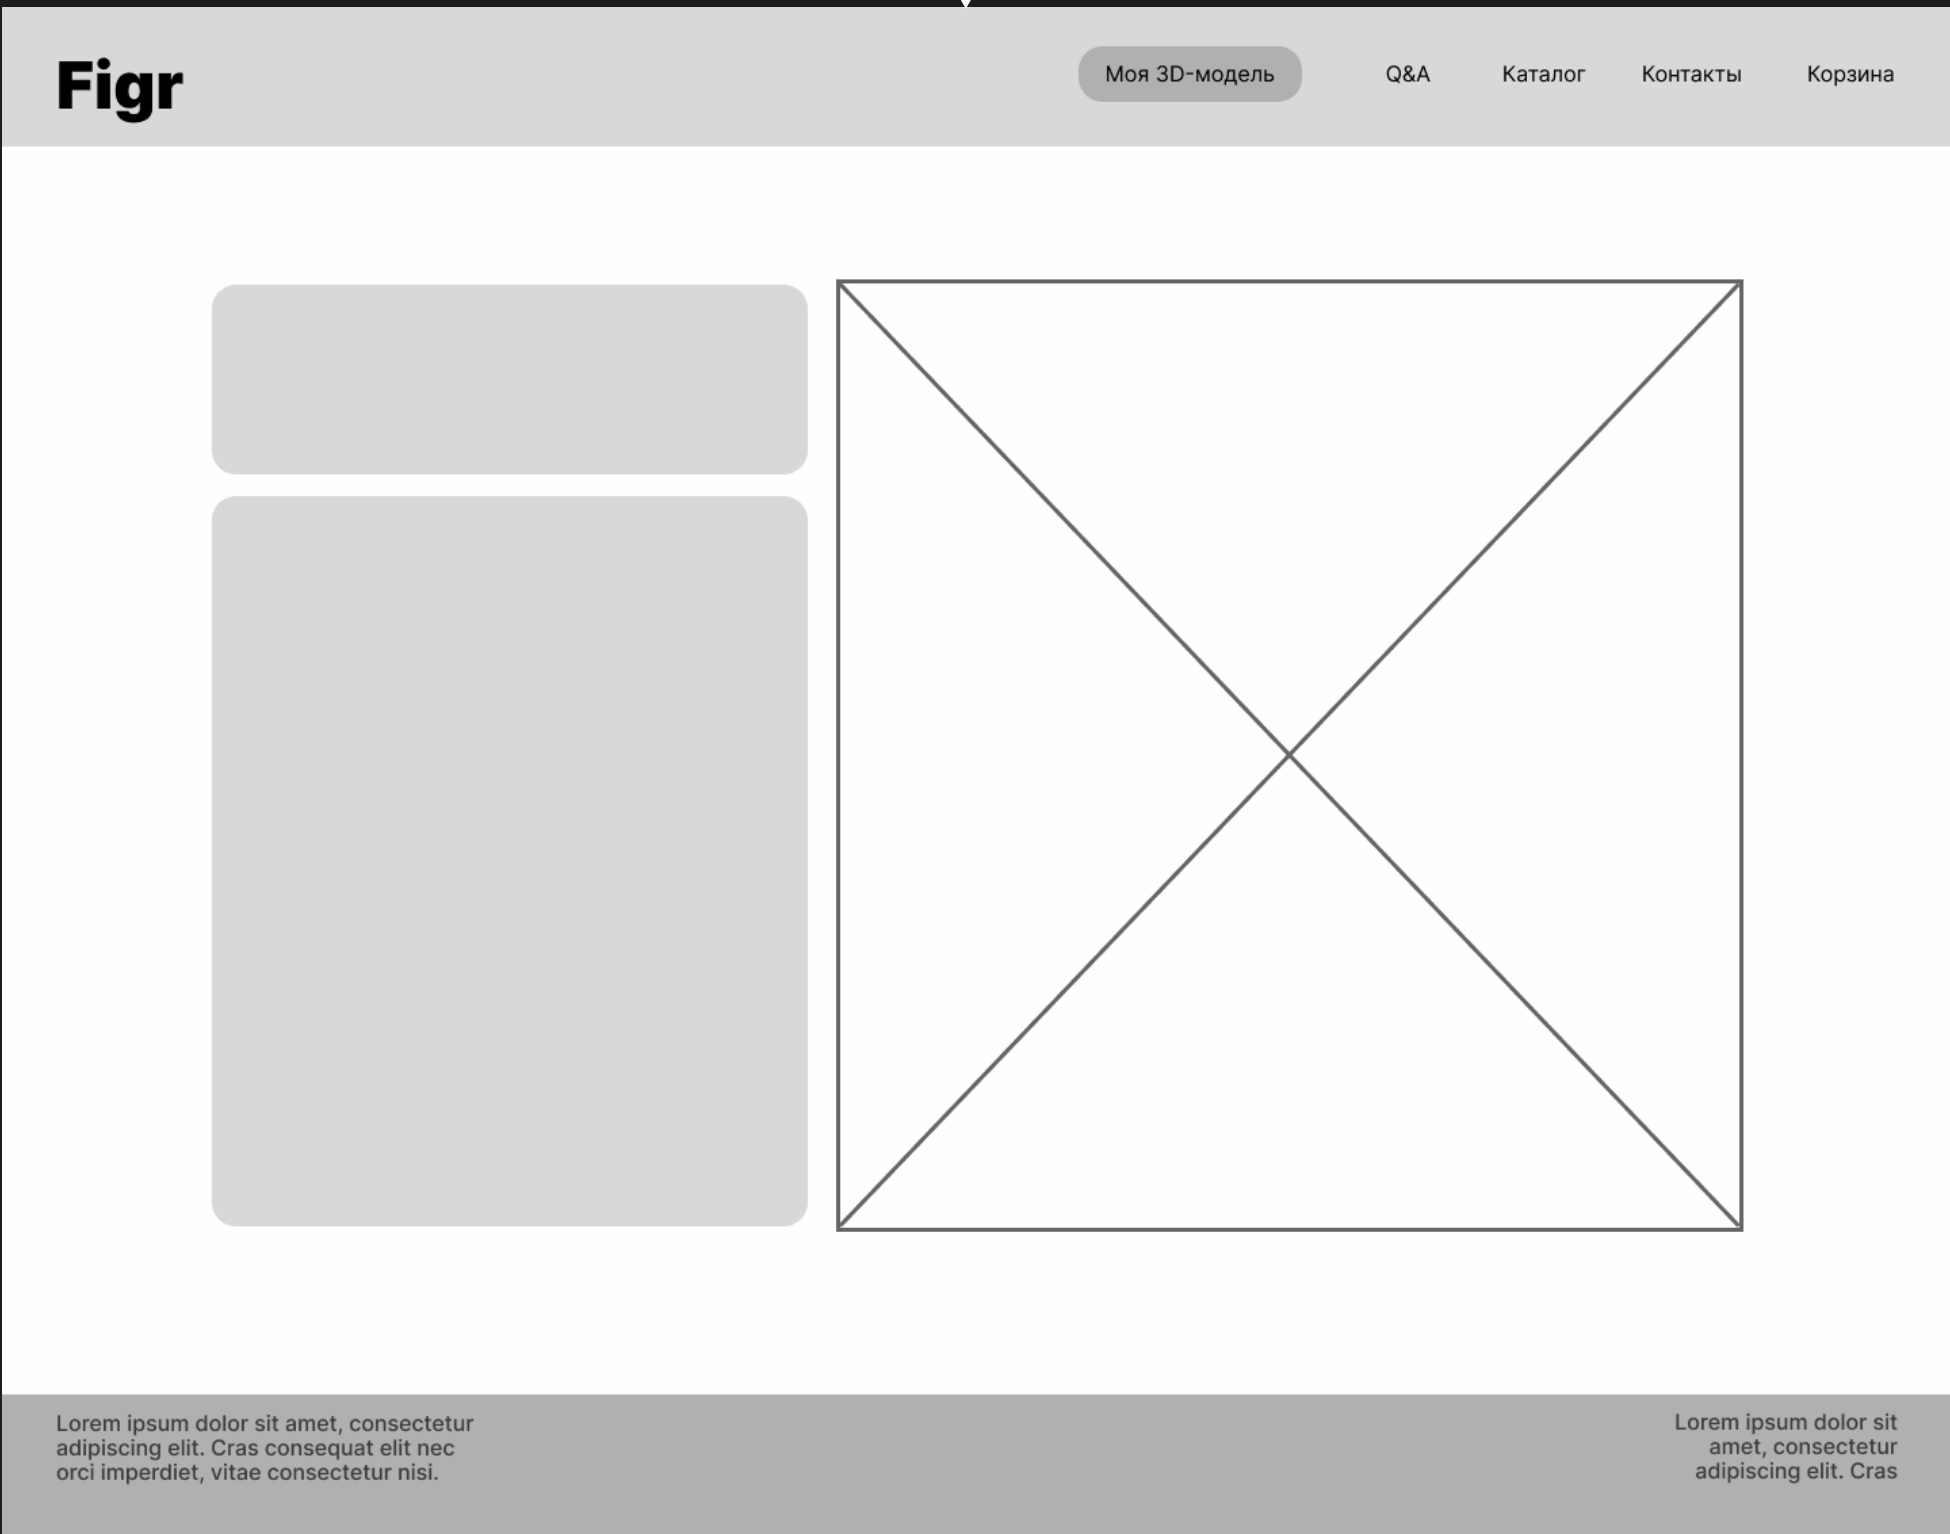 Figr
Моя 3D-модель
Q&A
Каталог
Контакты
Корзина
Lorem ipsum dolor sit amet, consectetur
adipiscing elit. Cras consequat elit nec
orci imperdiet, vitae consectetur nisi.
Lorem ipsum dolor sit
amet, consectetur
adipiscing elit. Cras